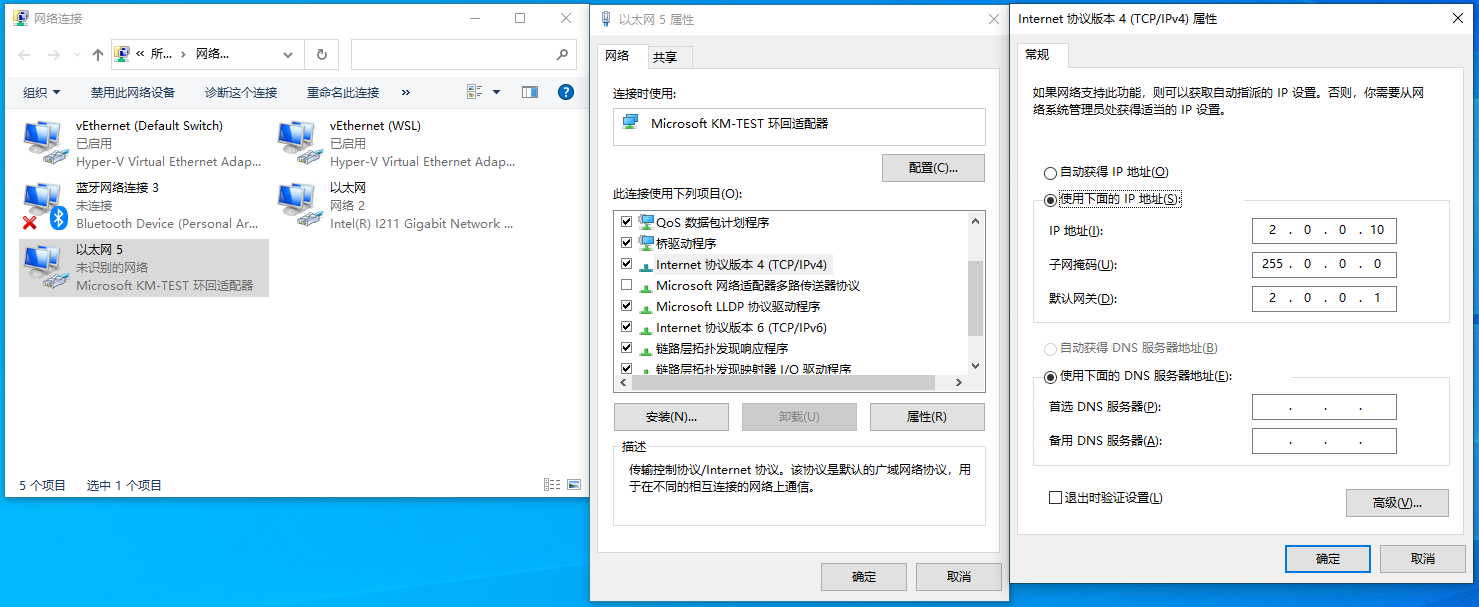 网络连接
« 所... › 网络...
组织 禁用此网络设备 诊断这个连接 重命名此连接 »
vEthernet (Default Switch)
已启用
Hyper-V Virtual Ethernet Adap...
vEthernet (WSL)
已启用
Hyper-V Virtual Ethernet Adap...
蓝牙网络连接 3
未连接
Bluetooth Device (Personal Ar...
以太网
网络 2
Intel(R) I211 Gigabit Network ...
以太网 5
未识别的网络
Microsoft KM-TEST 环回适配器
5 个项目 选中 1 个项目
以太网 5 属性
网络 共享
连接时使用:
Microsoft KM-TEST 环回适配器
配置(C)...
此连接使用下列项目(O):
QoS 数据包计划程序
桥驱动程序
Internet 协议版本 4 (TCP/IPv4)
Microsoft 网络适配器多路传送器协议
Microsoft LLDP 协议驱动程序
Internet 协议版本 6 (TCP/IPv6)
链路层拓扑发现响应程序
链路层拓扑发现映射器 I/O 驱动程序
安装(N)... 卸载(U) 属性(R)
描述
传输控制协议/Internet 协议。该协议是默认的广域网络协议，用
于在不同的相互连接的网络上通信。
确定 取消
Internet 协议版本 4 (TCP/IPv4) 属性
常规
如果网络支持此功能，则可以获取自动指派的 IP 设置。否则，你需要从网
络系统管理员处获得适当的 IP 设置。
自动获得 IP 地址(O)
使用下面的 IP 地址(S):
IP 地址(I): 2 . 0 . 0 . 10
子网掩码(U): 255 . 0 . 0 . 0
默认网关(D): 2 . 0 . 0 . 1
自动获得 DNS 服务器地址(B)
使用下面的 DNS 服务器地址(E):
首选 DNS 服务器(P): . . .
备用 DNS 服务器(A): . . .
退出时验证设置(L)
高级(V)...
确定 取消